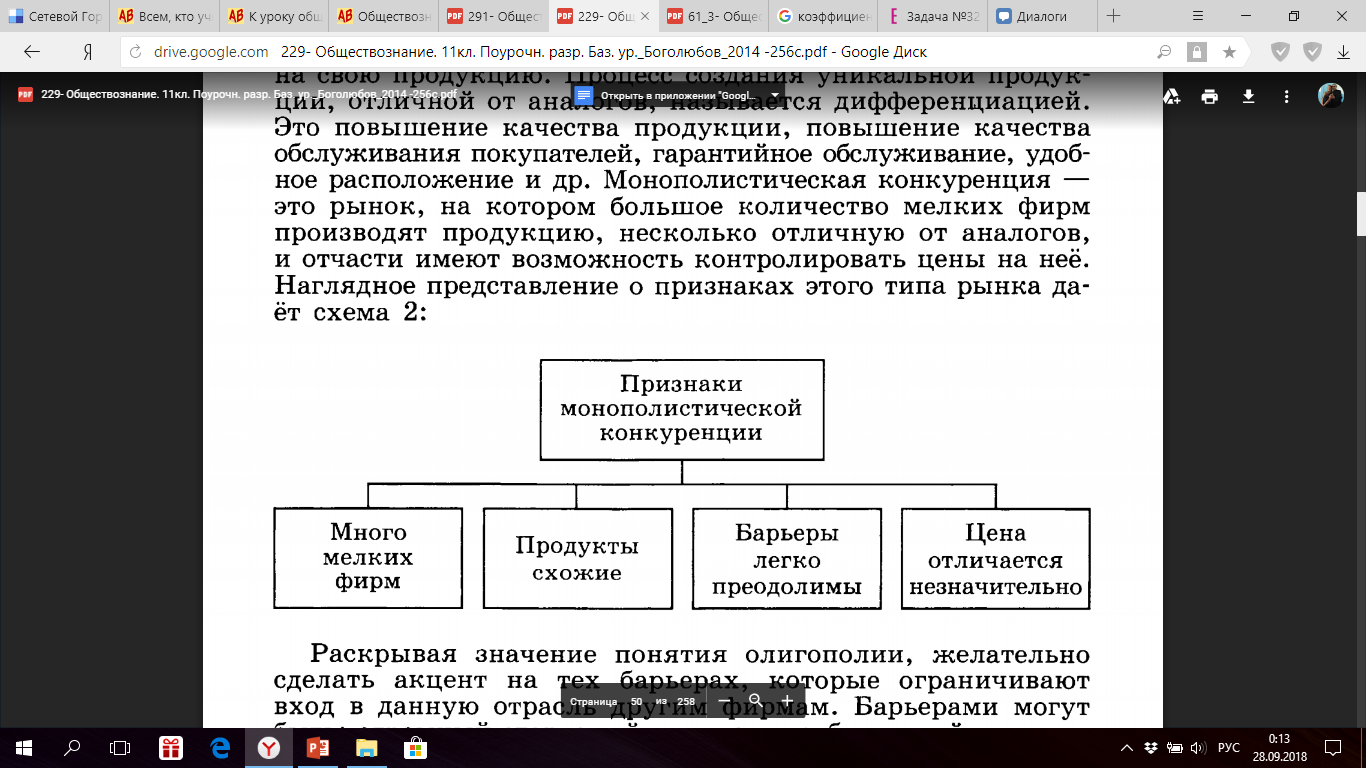 Сетевой Гор
Всем, кто уч
К уроку общ
Обществозн
291- Общест
229- Общ
61_3- Общес
коэффициен
Задача №32
Диалоги
drive.google.com 229- Обществознание. 11кл. Поурочн. разр. Баз. ур._Боголюбов_2014 -256с.pdf - Google Диск
на свою продукцию. Процесс создания уникальной продук-
229- Обществознание. 11кл. Поурочн. разр. Баз. ур._Боголюбов_2014 -256с.pdf
Открыть в приложении "Googl...
ции, отличной от аналогов, называется дифференциацией.
Это повышение качества продукции, повышение качества
обслуживания покупателей, гарантийное обслуживание, удоб-
ное расположение и др. Монополистическая конкуренция —
это рынок, на котором большое количество мелких фирм
производят продукцию, несколько отличную от аналогов,
и отчасти имеют возможность контролировать цены на неё.
Наглядное представление о признаках этого типа рынка да-
ёт схема 2:
Признаки
монополистической
конкуренции
Много
мелких
фирм
Продукты
схожие
Барьеры
легко
преодолимы
Цена
отличается
незначительно
Раскрывая значение понятия олигополии, желательно
сделать акцент на тех барьерах, которые ограничивают
вход в данную отрасль другим фирмам. Барьерами могут
Страница 50 из 258
РУС
0:13
28.09.2018